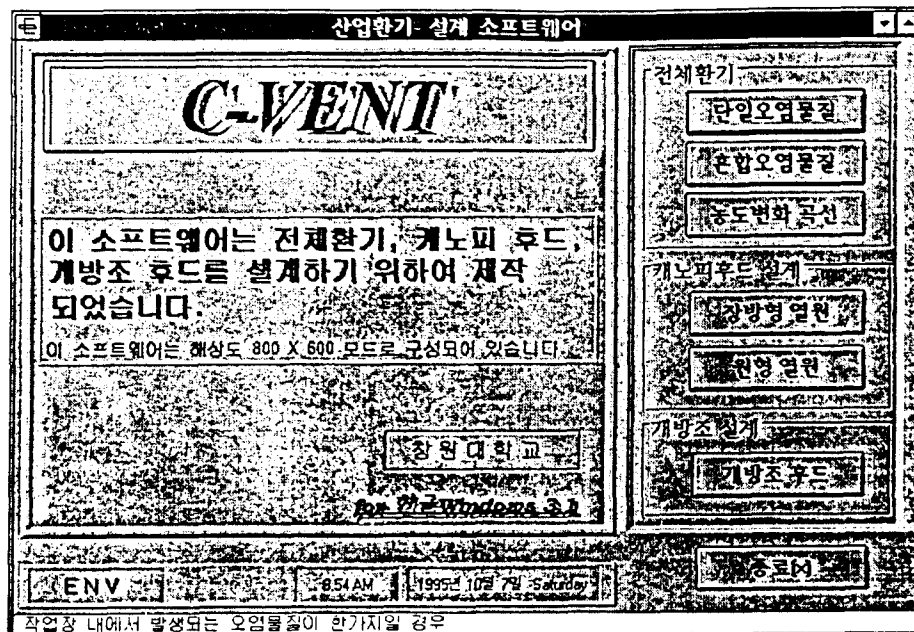 산업환기- 설계 소프트웨어
C-VENT
이 소프트웰어는 전체환기, 캐노피 후드,
개방조 후드를 설계하기 위하여 제작
되었습니다.
이 소프트웨어는 해상도 800 X 600 모드로 구성되어 있습니다.
창원대학교
for 한글Windows 3.1
전체환기
단일오염물질
혼합오염물질
농도변화 곡선
캐노피후드 설계
장방형 열원
원형 열원
개방조 설계
개방조 후드
종료[X]
ENV
8:54 AM
1995년 10월 7일 Saturday
작업장 내에서 발생되는 오염물질이 한가지일 경우